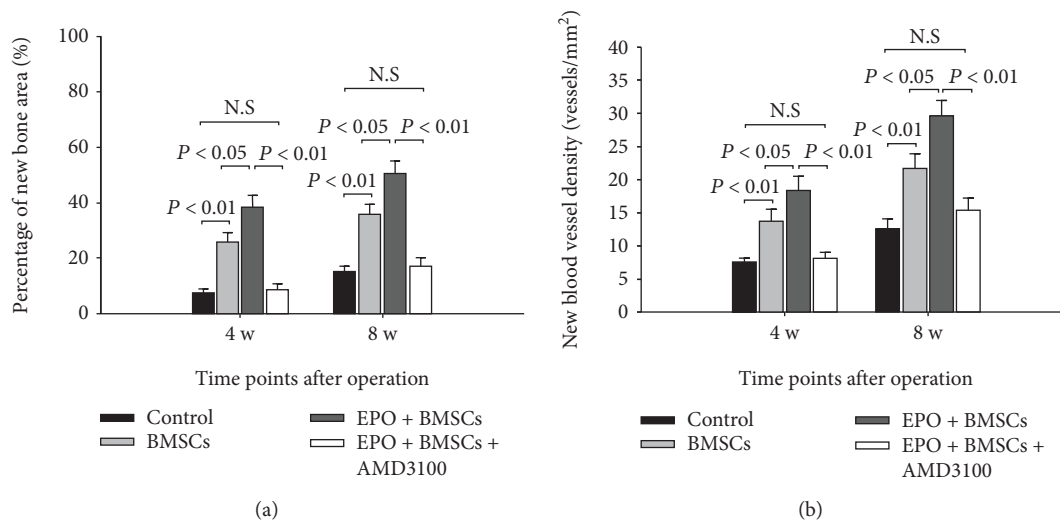 Percentage of new bone area (%)
100
80
60
40
20
0
N.S
P < 0.05
P < 0.01
P < 0.01
N.S
P < 0.05
P < 0.01
P < 0.01
4 w
8 w
Time points after operation
Control
BMSCs
EPO + BMSCs
EPO + BMSCs +
AMD3100
(a)
New blood vessel density (vessels/mm²)
40
35
30
25
20
15
10
5
0
N.S
P < 0.05
P < 0.01
P < 0.01
N.S
P < 0.05
P < 0.01
P < 0.01
4 w
8 w
Time points after operation
Control
BMSCs
EPO + BMSCs
EPO + BMSCs +
AMD3100
(b)